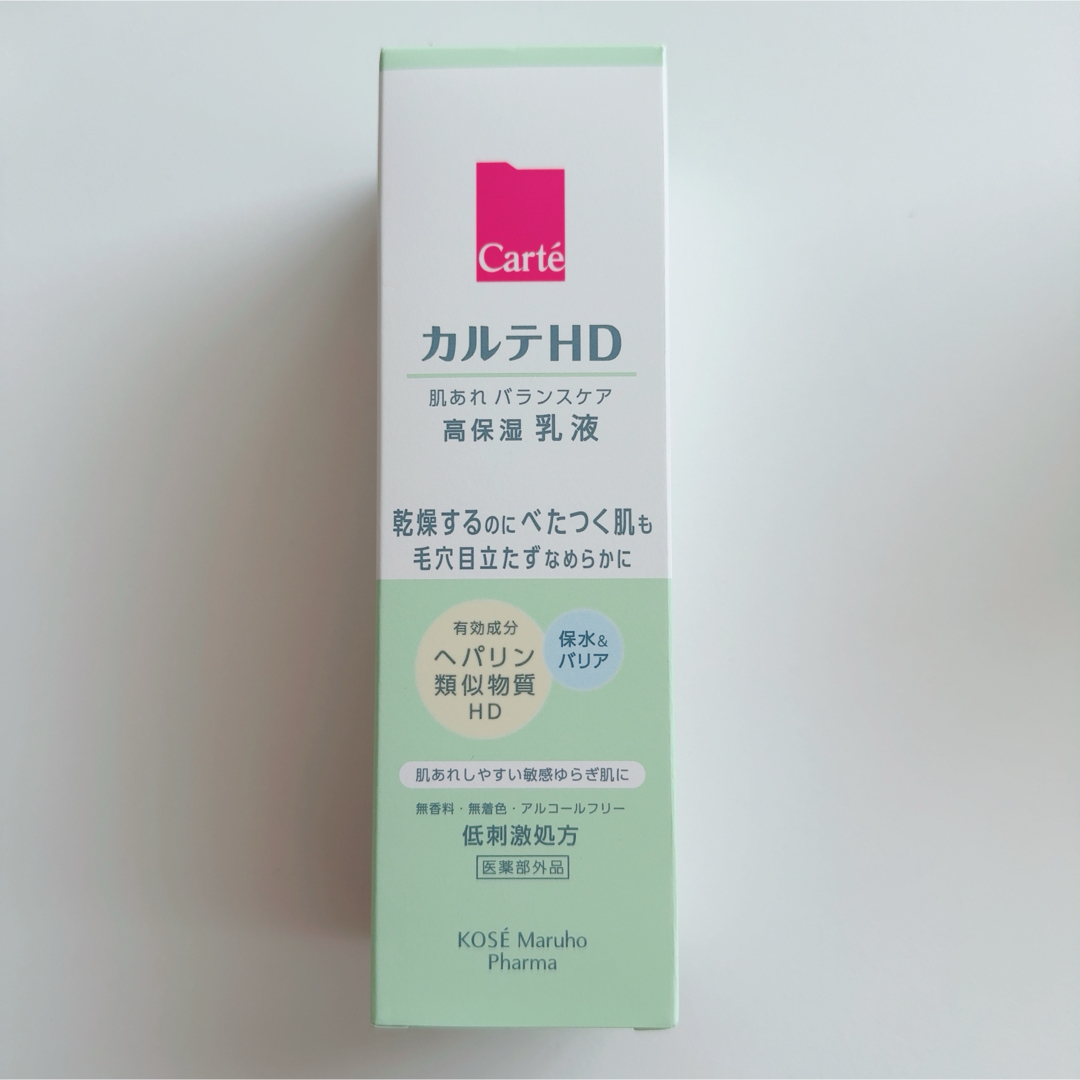 Carté
カルテHD
肌あれ バランスケア
高保湿 乳液
乾燥するのにべたつく肌も
毛穴目立たずなめらかに
有効成分
ヘパリン
類似物質
HD
保水&
バリア
肌あれしやすい敏感ゆらぎ肌に
無香料・無着色・アルコールフリー
低刺激処方
医薬部外品
KOSÉ Maruho
Pharma